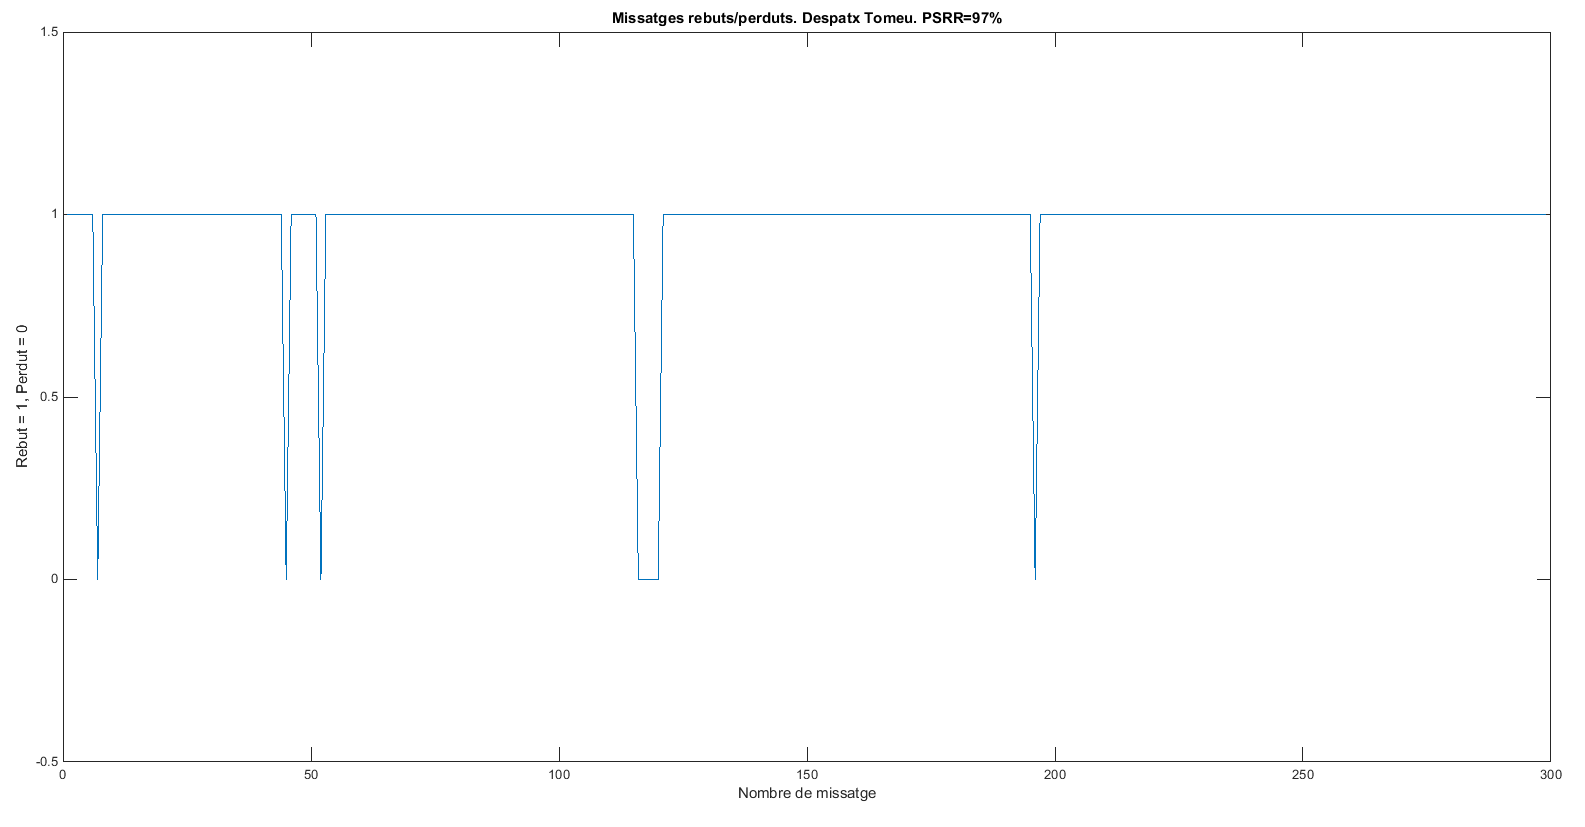 Missatges rebuts/perduts. Despatx Tomeu. PSRR=97%
1.5
1
0.5
0
-0.5
Rebut = 1, Perdut = 0
0 50 100 150 200 250 300
Nombre de missatge